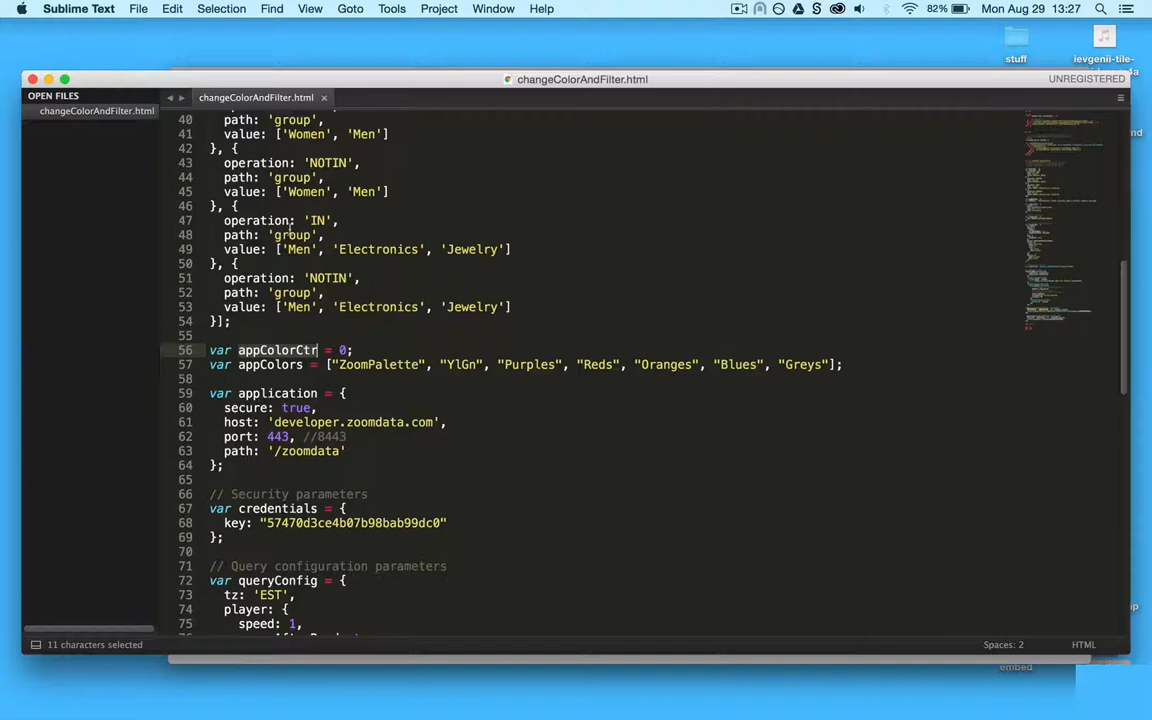 Sublime Text File Edit Selection Find View Goto Tools Project Window Help 82% Mon Aug 29 13:27
stuff
ievgenii-tile-
changeColorAndFilter.html UNREGISTERED
OPEN FILES
changeColorAndFilter.html
changeColorAndFilter.html ×
40 path: 'group',
41 value: ['Women', 'Men']
42 }, {
43 operation: 'NOTIN',
44 path: 'group',
45 value: ['Women', 'Men']
46 }, {
47 operation: 'IN',
48 path: 'group',
49 value: ['Men', 'Electronics', 'Jewelry']
50 }, {
51 operation: 'NOTIN',
52 path: 'group',
53 value: ['Men', 'Electronics', 'Jewelry']
54 }];
55
56 var appColorCtr = 0;
57 var appColors = ["ZoomPalette", "YlGn", "Purples", "Reds", "Oranges", "Blues", "Greys"];
58
59 var application = {
60 secure: true,
61 host: 'developer.zoomdata.com',
62 port: 443, //8443
63 path: '/zoomdata'
64 };
65
66 // Security parameters
67 var credentials = {
68 key: "57470d3ce4b07b98bab99dc0"
69 };
70
71 // Query configuration parameters
72 var queryConfig = {
73 tz: 'EST',
74 player: {
75 speed: 1,
11 characters selected Spaces: 2 HTML
embed